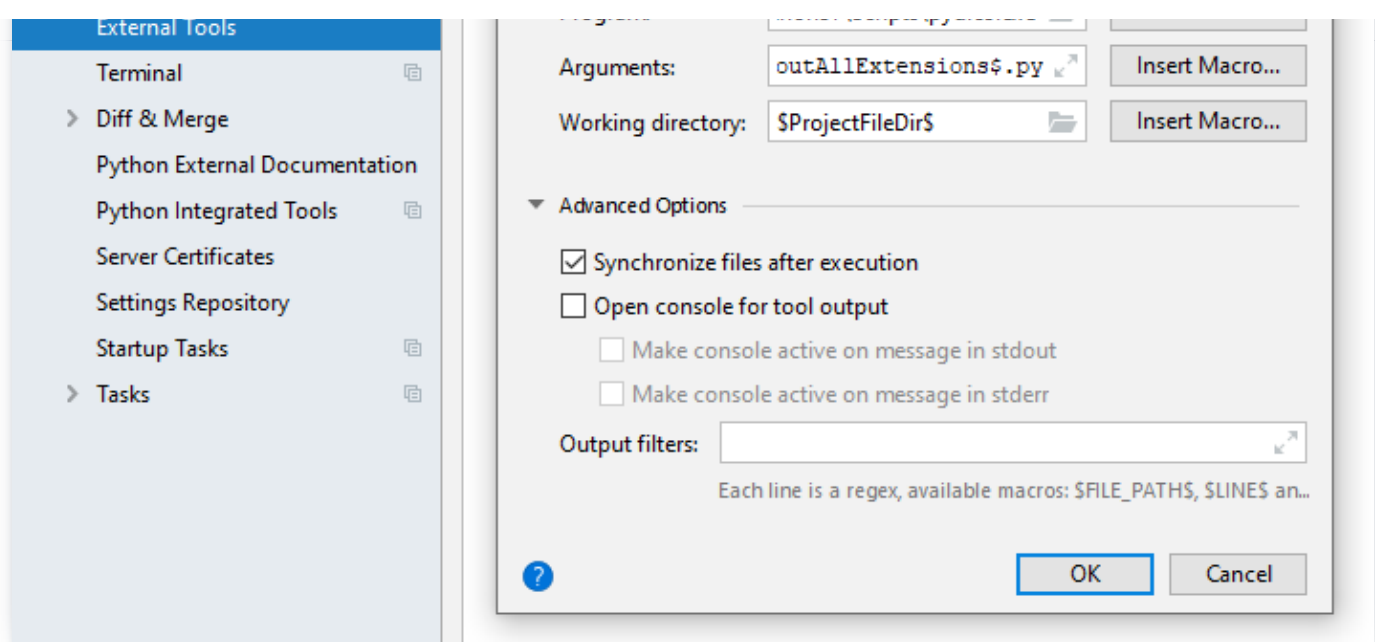 External Tools
Terminal
Diff & Merge
Python External Documentation
Python Integrated Tools
Server Certificates
Settings Repository
Startup Tasks
Tasks
Arguments: outAllExtensions$.py Insert Macro...
Working directory: $ProjectFileDir$ Insert Macro...
Advanced Options
Synchronize files after execution
Open console for tool output
Make console active on message in stdout
Make console active on message in stderr
Output filters:
Each line is a regex, available macros: $FILE_PATH$, $LINE$ an...
? OK Cancel